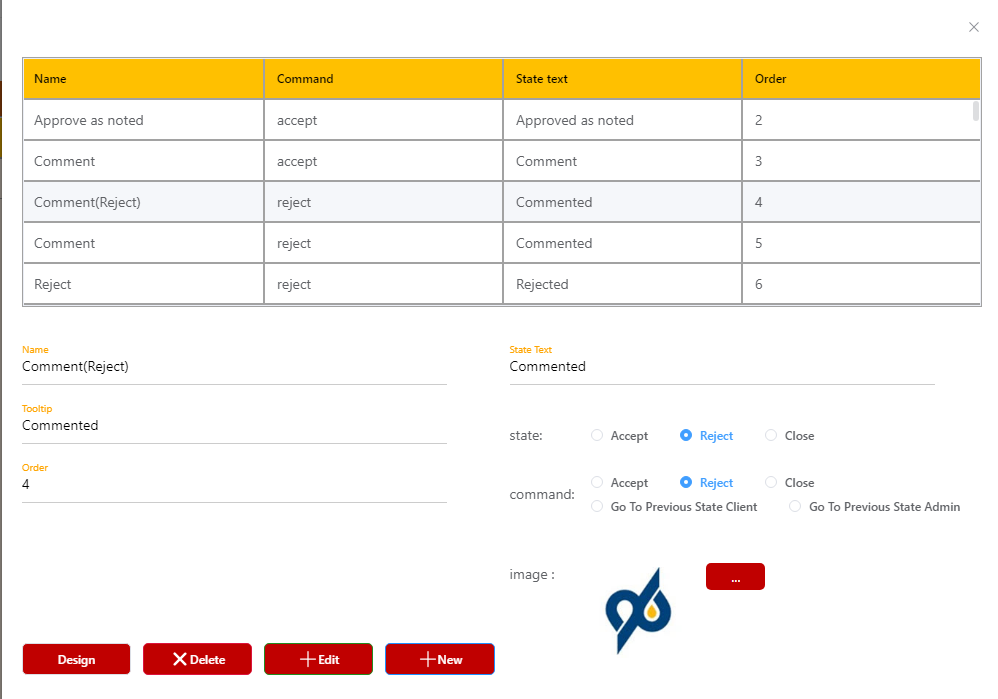 Name Command State text Order
Approve as noted accept Approved as noted 2
Comment accept Comment 3
Comment(Reject) reject Commented 4
Comment reject Commented 5
Reject reject Rejected 6
Name State Text
Comment(Reject) Commented
Tooltip
Commented
state: Accept Reject Close
Order
4
command: Accept Reject Close
Go To Previous State Client Go To Previous State Admin
image : ...
Design Delete Edit New